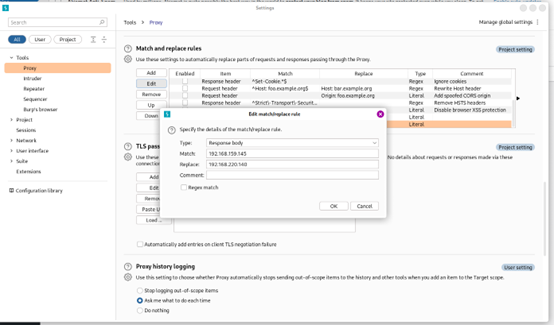 Settings
Search
Tools > Proxy
Manage global settings
All User Project
Tools
Proxy
Intruder
Repeater
Sequencer
Burp's browser
Project
Sessions
Network
User interface
Suite
Extensions
Configuration library
Match and replace rules
Project setting
Use these settings to automatically replace parts of requests and responses passing through the Proxy.
Add
Edit
Remove
Up
Down
Enabled Item Match Replace Type Comment
Response header ^Set-Cookie.*$ Regex Ignore cookies
Request header ^Host: foo.example.org$ Host: bar.example.org Regex Rewrite Host header
Request header Origin: foo.example.org Literal Add spoofed CORS origin
Response header ^Strict\-Transport\-Securit... Regex Remove HSTS headers
Literal Disable browser XSS protection
Literal
Edit match/replace rule
Specify the details of the match/replace rule.
Type: Response body
Match: 192.168.159.145
Replace: 192.168.220.140
Comment:
Regex match
OK Cancel
TLS pass
Project setting
Use these
No details about requests or responses made via these
connection
Add
Edit
Remov
Paste U
Load ...
Automatically add entries on client TLS negotiation failure
Proxy history logging
User setting
Use this setting to choose whether Proxy automatically stops sending out-of-scope items to the history and other tools when you add an item to the Target scope.
Stop logging out-of-scope items
Ask me what to do each time
Do nothing